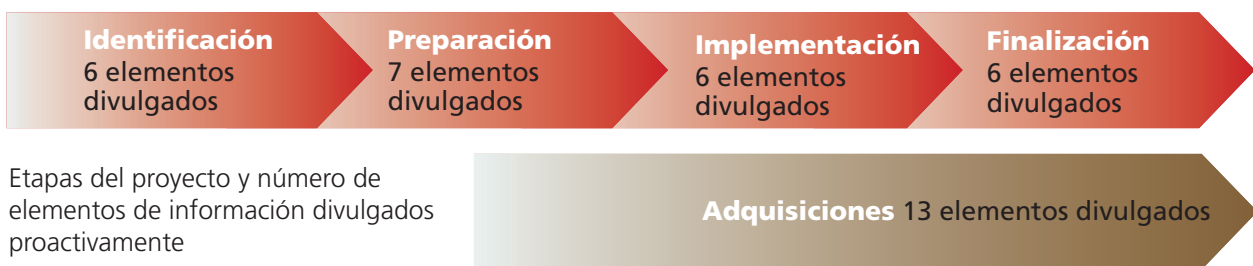 Identificación
6 elementos
divulgados
Preparación
7 elementos
divulgados
Implementación
6 elementos
divulgados
Finalización
6 elementos
divulgados
Etapas del proyecto y número de
elementos de información divulgados
proactivamente
Adquisiciones 13 elementos divulgados